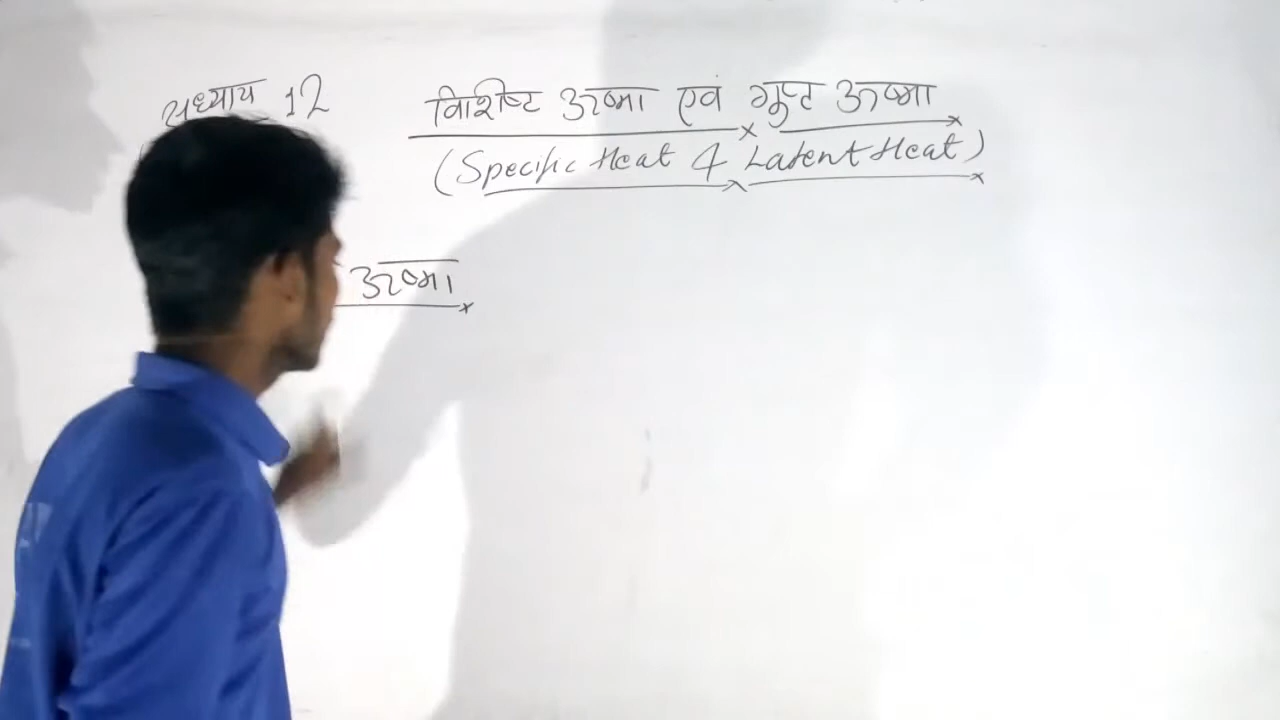 अध्याय 12
विशिष्ट ऊष्मा एवं गुप्ट ऊष्मा
(Specific Heat & Latent Heat)
ऊष्मा